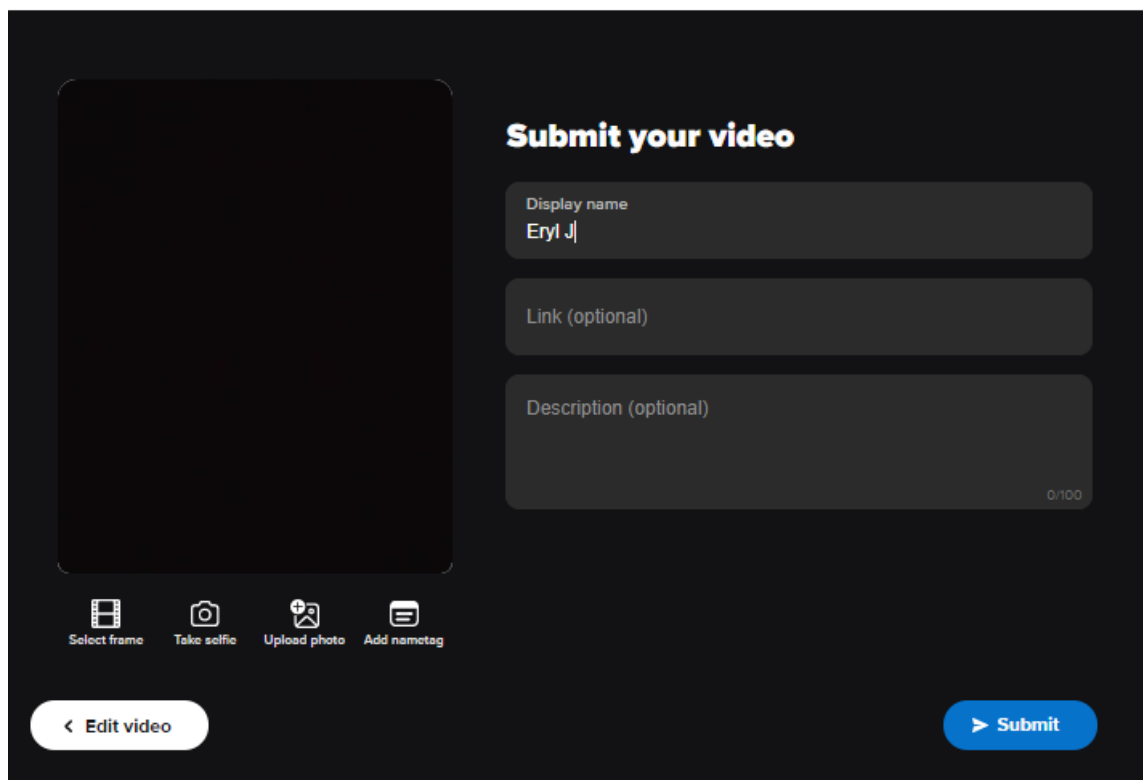 Submit your video
Display name
Eryl J
Link (optional)
Description (optional)
0/100
Select frame
Take selfie
Upload photo
Add nametag
Edit video
Submit